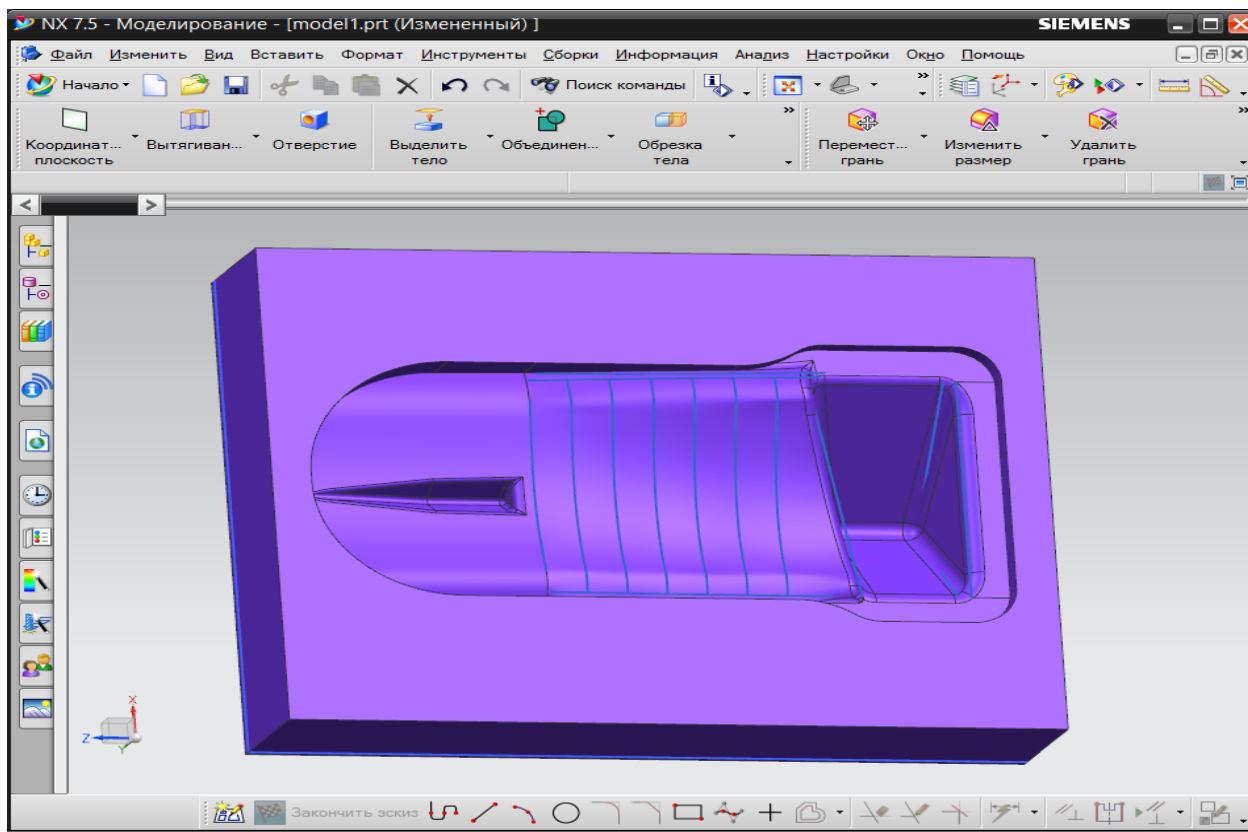 NX 7.5 - Моделирование - [model1.prt (Измененный) ]
SIEMENS
Файл Изменить Вид Вставить Формат Инструменты Сборки Информация Анализ Настройки Окно Помощь
Начало Поиск команды
Координат... плоскость
Вытягиван...
Отверстие
Выделить тело
Объединен...
Обрезка тела
Перемест... грань
Изменить размер
Удалить грань
X
Z
Y
Закончить эскиз